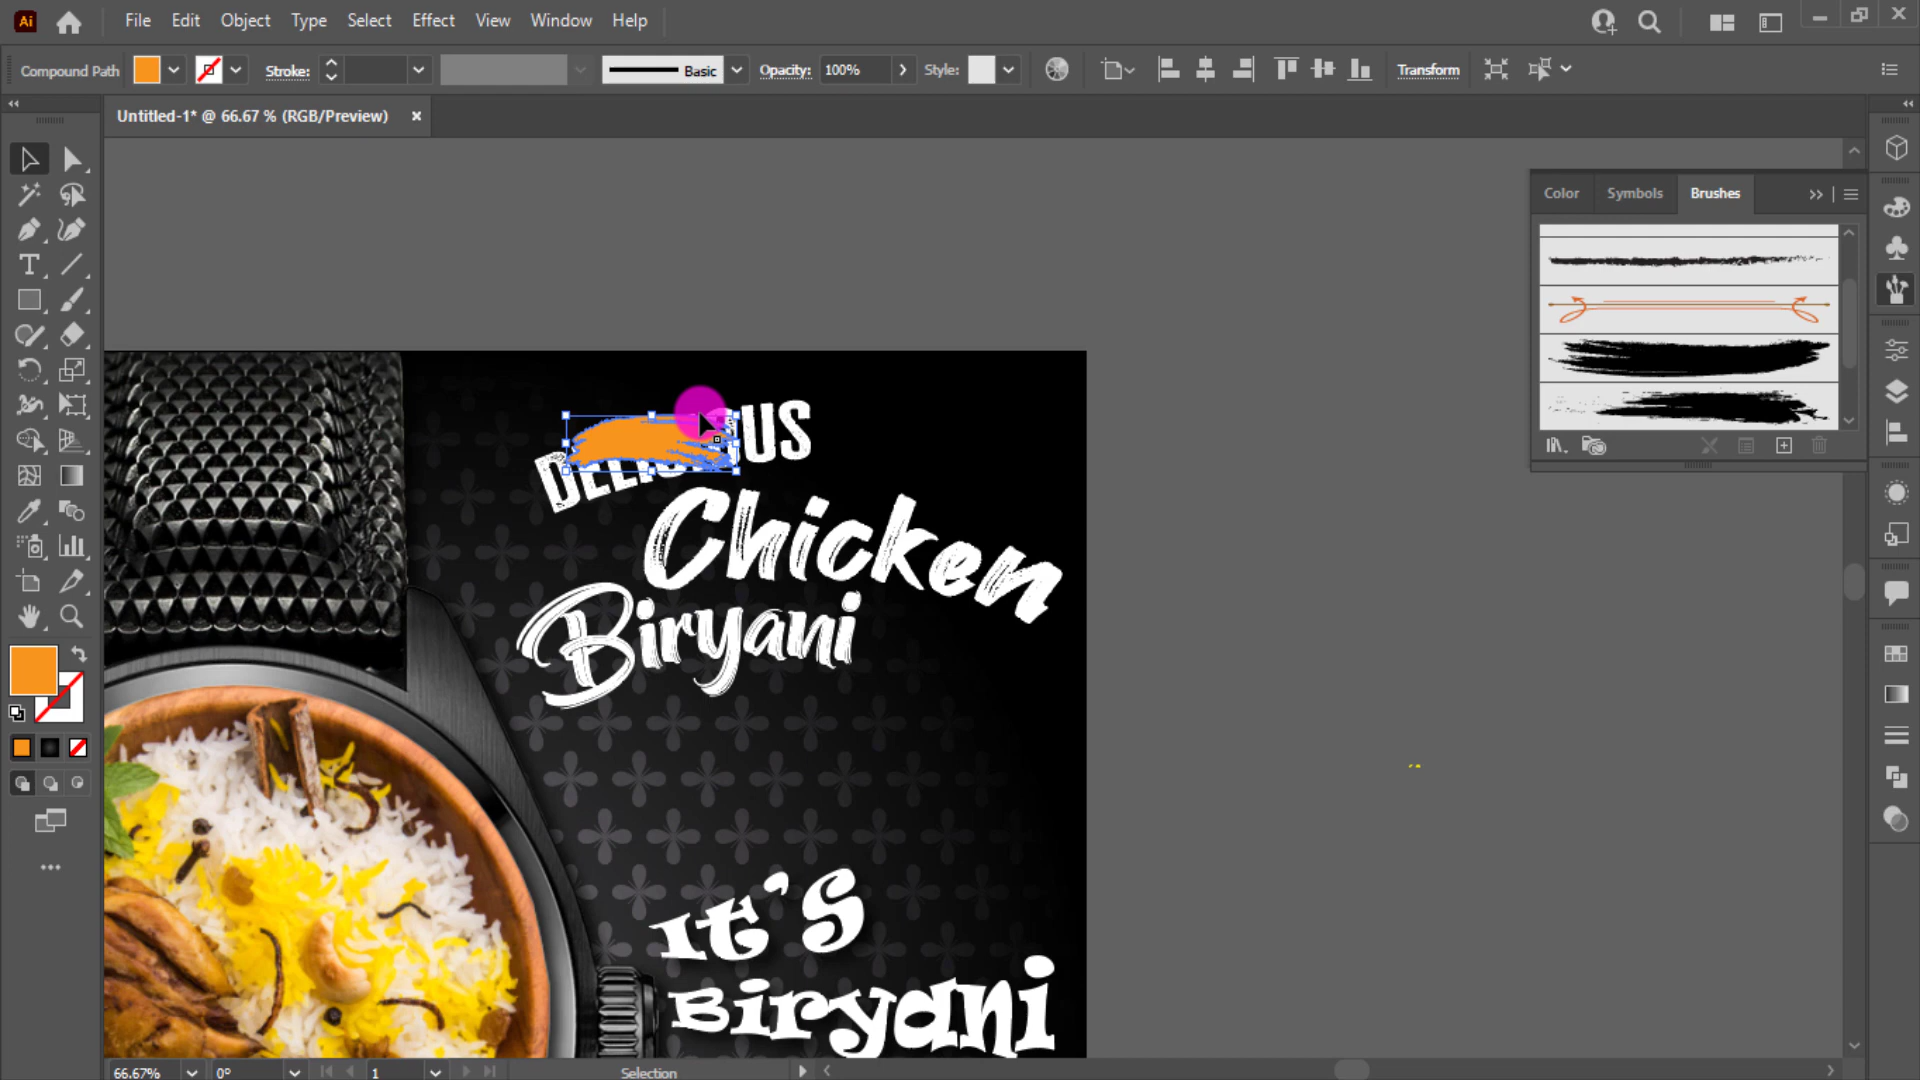 Ai File Edit Object Type Select Effect View Window Help
Compound Path Stroke: Basic Opacity: 100% Style: Transform
Untitled-1* @ 66.67 % (RGB/Preview) ×
Color Symbols Brushes
Chicken
Biryani
It's
Biryani
66.67% 0° 1 Selection